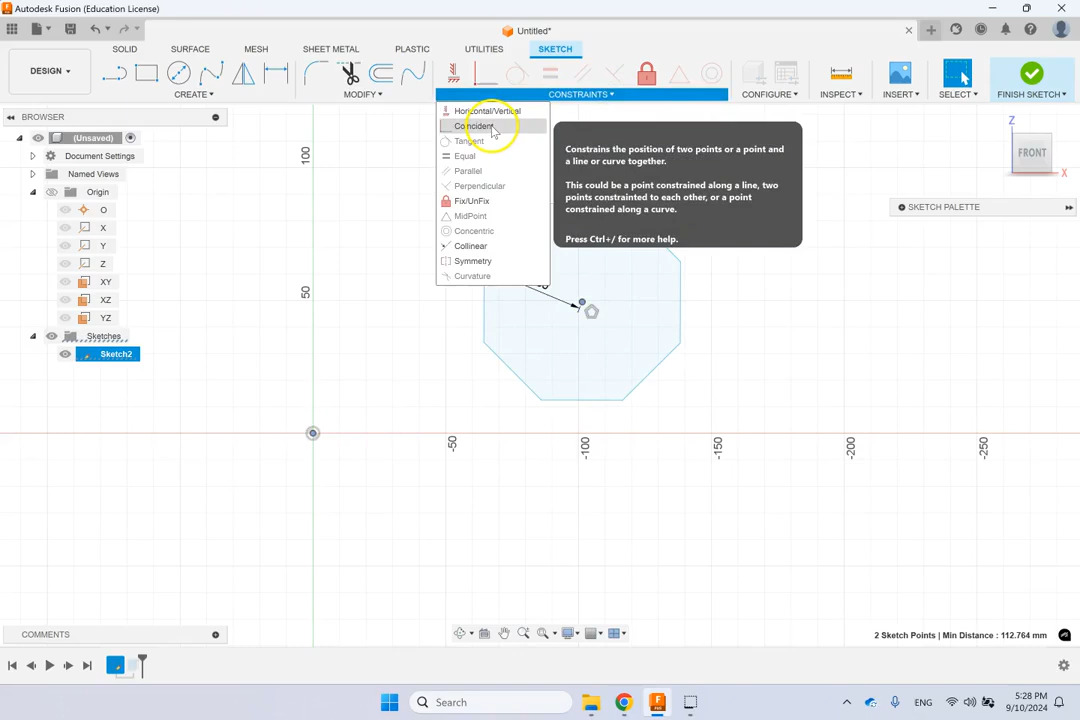 Autodesk Fusion (Education License)
Untitled*
SOLID
SURFACE
MESH
SHEET METAL
PLASTIC
UTILITIES
SKETCH
DESIGN
CREATE
MODIFY
CONSTRAINTS
CONFIGURE
INSPECT
INSERT
SELECT
FINISH SKETCH
BROWSER
(Unsaved)
Document Settings
Named Views
Origin
O
X
Y
Z
XY
XZ
YZ
Sketches
Sketch2
Horizontal/Vertical
Coincident
Tangent
Equal
Parallel
Perpendicular
Fix/UnFix
MidPoint
Concentric
Collinear
Symmetry
Curvature
Constrains the position of two points or a point and
a line or curve together.
This could be a point constrained along a line, two
points constrainted to each other, or a point
constrained along a curve.
Press Ctrl+/ for more help.
Z
FRONT
X
SKETCH PALETTE
100
50
-50
-100
-150
-200
-250
COMMENTS
2 Sketch Points | Min Distance : 112.764 mm
Search
ENG
5:28 PM
9/10/2024